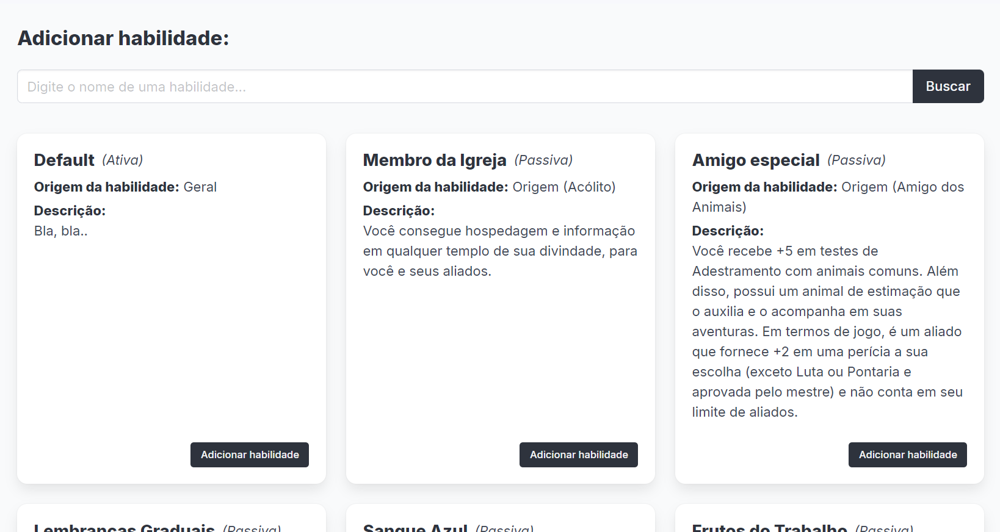 Adicionar habilidade:
Digite o nome de uma habilidade...
Buscar
Default (Ativa)
Origem da habilidade: Geral
Descrição:
Bla, bla..
Adicionar habilidade
Membro da Igreja (Passiva)
Origem da habilidade: Origem (Acólito)
Descrição:
Você consegue hospedagem e informação
em qualquer templo de sua divindade, para
você e seus aliados.
Adicionar habilidade
Amigo especial (Passiva)
Origem da habilidade: Origem (Amigo dos
Animais)
Descrição:
Você recebe +5 em testes de
Adestramento com animais comuns. Além
disso, possui um animal de estimação que
o auxilia e o acompanha em suas
aventuras. Em termos de jogo, é um aliado
que fornece +2 em uma perícia a sua
escolha (exceto Luta ou Pontaria e
aprovada pelo mestre) e não conta em seu
limite de aliados.
Adicionar habilidade
Lembranças Graduais (Passiva)
Sangue Azul (Passiva)
Frutos do Trabalho (Passiva)